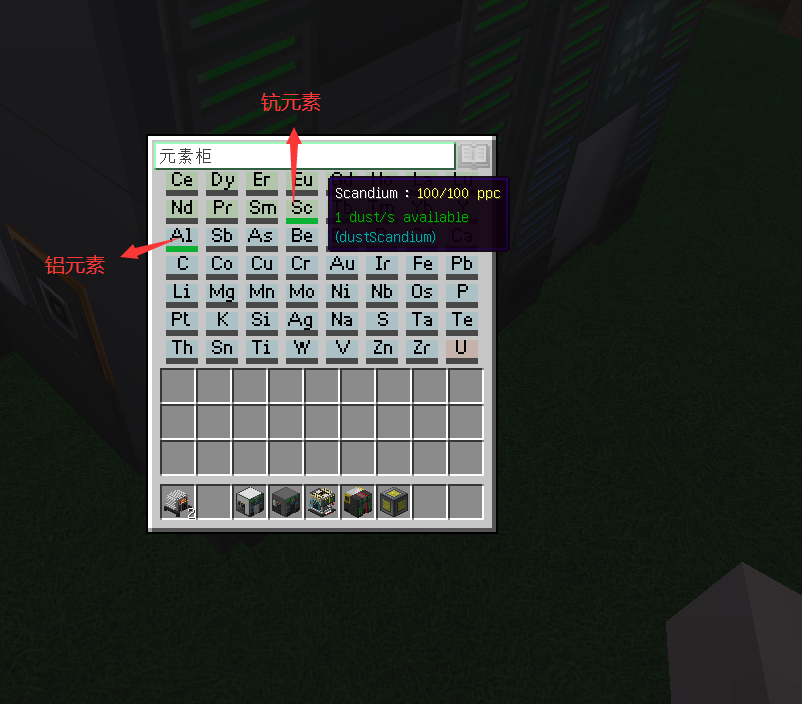 钪元素
元素柜
Ce Dy Er Eu
Nd Pr Sm Sc
Scandium : 100/100 ppc
1 dust/s available
(dustScandium)
铝元素
Al Sb As Be Ca
C Co Cu Cr Au Ir Fe Pb
Li Mg Mn Mo Ni Nb Os P
Pt K Si Ag Na S Ta Te
Th Sn Ti W V Zn Zr U
2